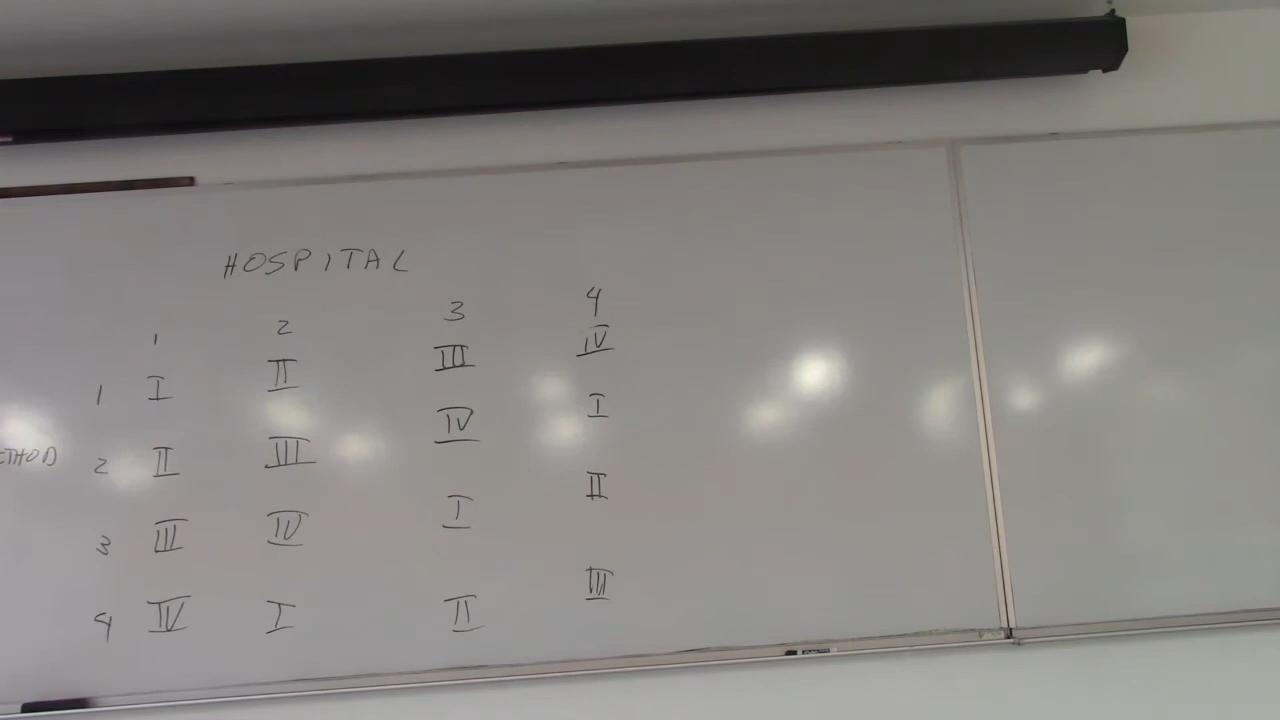 HOSPITAL
1 2 3 4
1 I II III IV
2 II III IV I
3 III IV I II
4 IV I II III